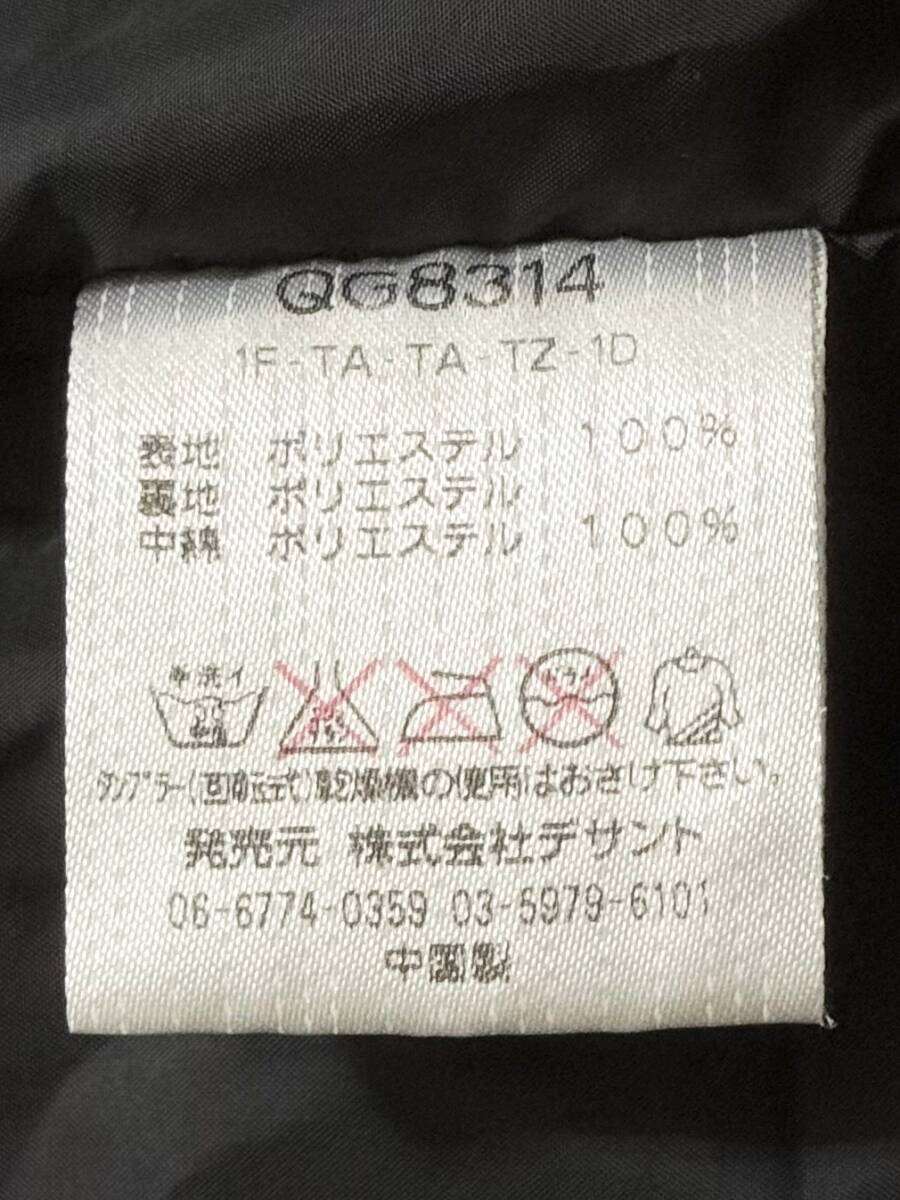 QG8314
1F-TA-TA-TZ-1D
表地 ポリエステル 100%
裏地 ポリエステル
中綿 ポリエステル 100%
手洗イ
タンブラー(回転式)乾燥機の使用はおさけ下さい。
発売元 株式会社デサント
06-6774-0359 03-5979-6101
中国製